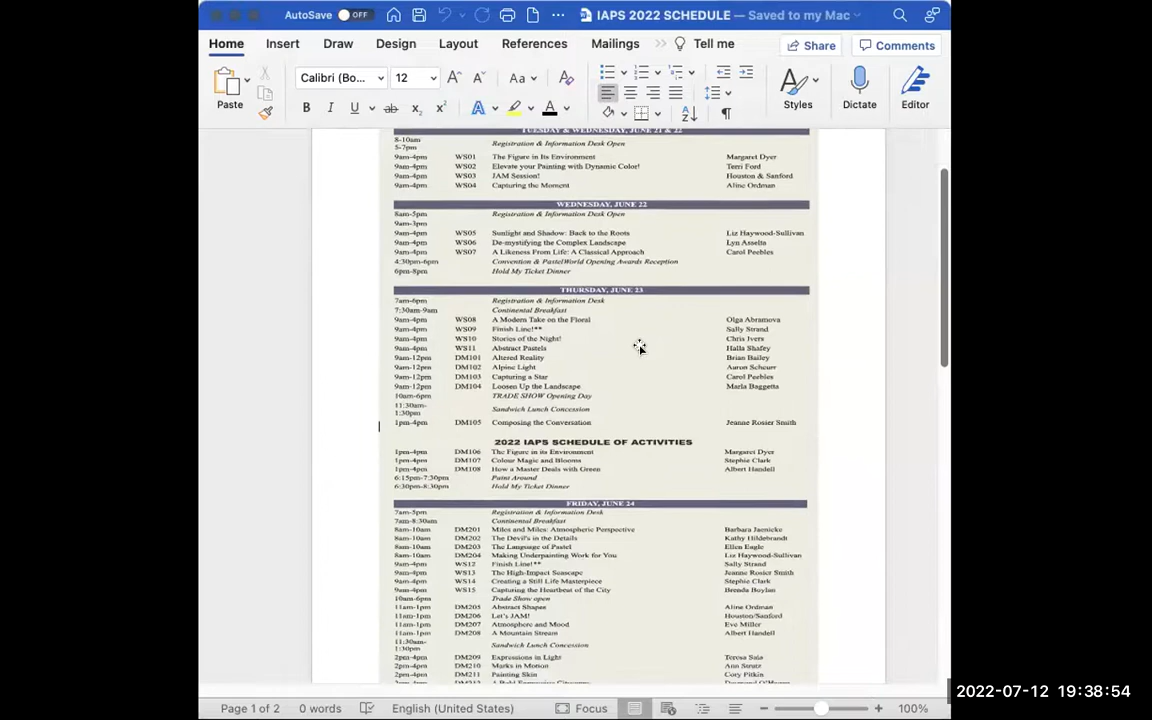 AutoSave OFF IAPS 2022 SCHEDULE — Saved to my Mac
Home Insert Draw Design Layout References Mailings Tell me Share Comments
Paste Calibri (Bo... 12 Aa Styles Dictate Editor
TUESDAY & WEDNESDAY, JUNE 21 & 22
8-10am
5-7pm Registration & Information Desk Open
9am-4pm WS01 The Figure in Its Environment Margaret Dyer
9am-4pm WS02 Elevate your Painting with Dynamic Color! Terri Ford
9am-4pm WS03 JAM Session! Houston & Sanford
9am-4pm WS04 Capturing the Moment Aline Ordman
WEDNESDAY, JUNE 22
8am-5pm Registration & Information Desk Open
9am-3pm
9am-4pm WS05 Sunlight and Shadow: Back to the Roots Liz Haywood-Sullivan
9am-4pm WS06 De-mystifying the Complex Landscape Lyn Asselta
9am-4pm WS07 A Likeness From Life: A Classical Approach Carol Peebles
4:30pm-6pm Convention & PastelWorld Opening Awards Reception
6pm-8pm Hold My Ticket Dinner
THURSDAY, JUNE 23
7am-6pm Registration & Information Desk
7:30am-9am Continental Breakfast
9am-4pm WS08 A Modern Take on the Floral Olga Abramova
9am-4pm WS09 Finish Line!** Sally Strand
9am-4pm WS10 Stories of the Night! Chris Ivers
9am-4pm WS11 Abstract Pastels Halla Shafey
9am-12pm DM101 Altered Reality Brian Bailey
9am-12pm DM102 Alpine Light Aaron Schuerr
9am-12pm DM103 Capturing a Star Carol Peebles
9am-12pm DM104 Loosen Up the Landscape Marla Baggetta
10am-6pm TRADE SHOW Opening Day
11:30am-
1:30pm Sandwich Lunch Concession
1pm-4pm DM105 Composing the Conversation Jeanne Rosier Smith
2022 IAPS SCHEDULE OF ACTIVITIES
1pm-4pm DM106 The Figure in its Environment Margaret Dyer
1pm-4pm DM107 Colour Magic and Blooms Stephie Clark
1pm-4pm DM108 How a Master Deals with Green Albert Handell
6:15pm-7:30pm Paint Around
6:30pm-8:30pm Hold My Ticket Dinner
FRIDAY, JUNE 24
7am-5pm Registration & Information Desk
7am-8:30am Continental Breakfast
8am-10am DM201 Miles and Miles: Atmospheric Perspective Barbara Jaenicke
8am-10am DM202 The Devil's in the Details Kathy Hildebrandt
8am-10am DM203 The Language of Pastel Ellen Eagle
8am-10am DM204 Making Underpainting Work for You Liz Haywood-Sullivan
9am-4pm WS12 Finish Line!** Sally Strand
9am-4pm WS13 The High-Impact Seascape Jeanne Rosier Smith
9am-4pm WS14 Creating a Still Life Masterpiece Stephie Clark
9am-4pm WS15 Capturing the Heartbeat of the City Brenda Boylan
10am-6pm Trade Show open
11am-1pm DM205 Abstract Shapes Aline Ordman
11am-1pm DM206 Let's JAM! Houston/Sanford
11am-1pm DM207 Atmosphere and Mood Eve Miller
11am-1pm DM208 A Mountain Stream Albert Handell
11:30am-
1:30pm Sandwich Lunch Concession
2pm-4pm DM209 Expressions in Light Teresa Saia
2pm-4pm DM210 Marks in Motion Ann Strutz
2pm-4pm DM211 Painting Skin Cory Pitkin
Page 1 of 2 0 words English (United States) Focus 100%
2022-07-12 19:38:54